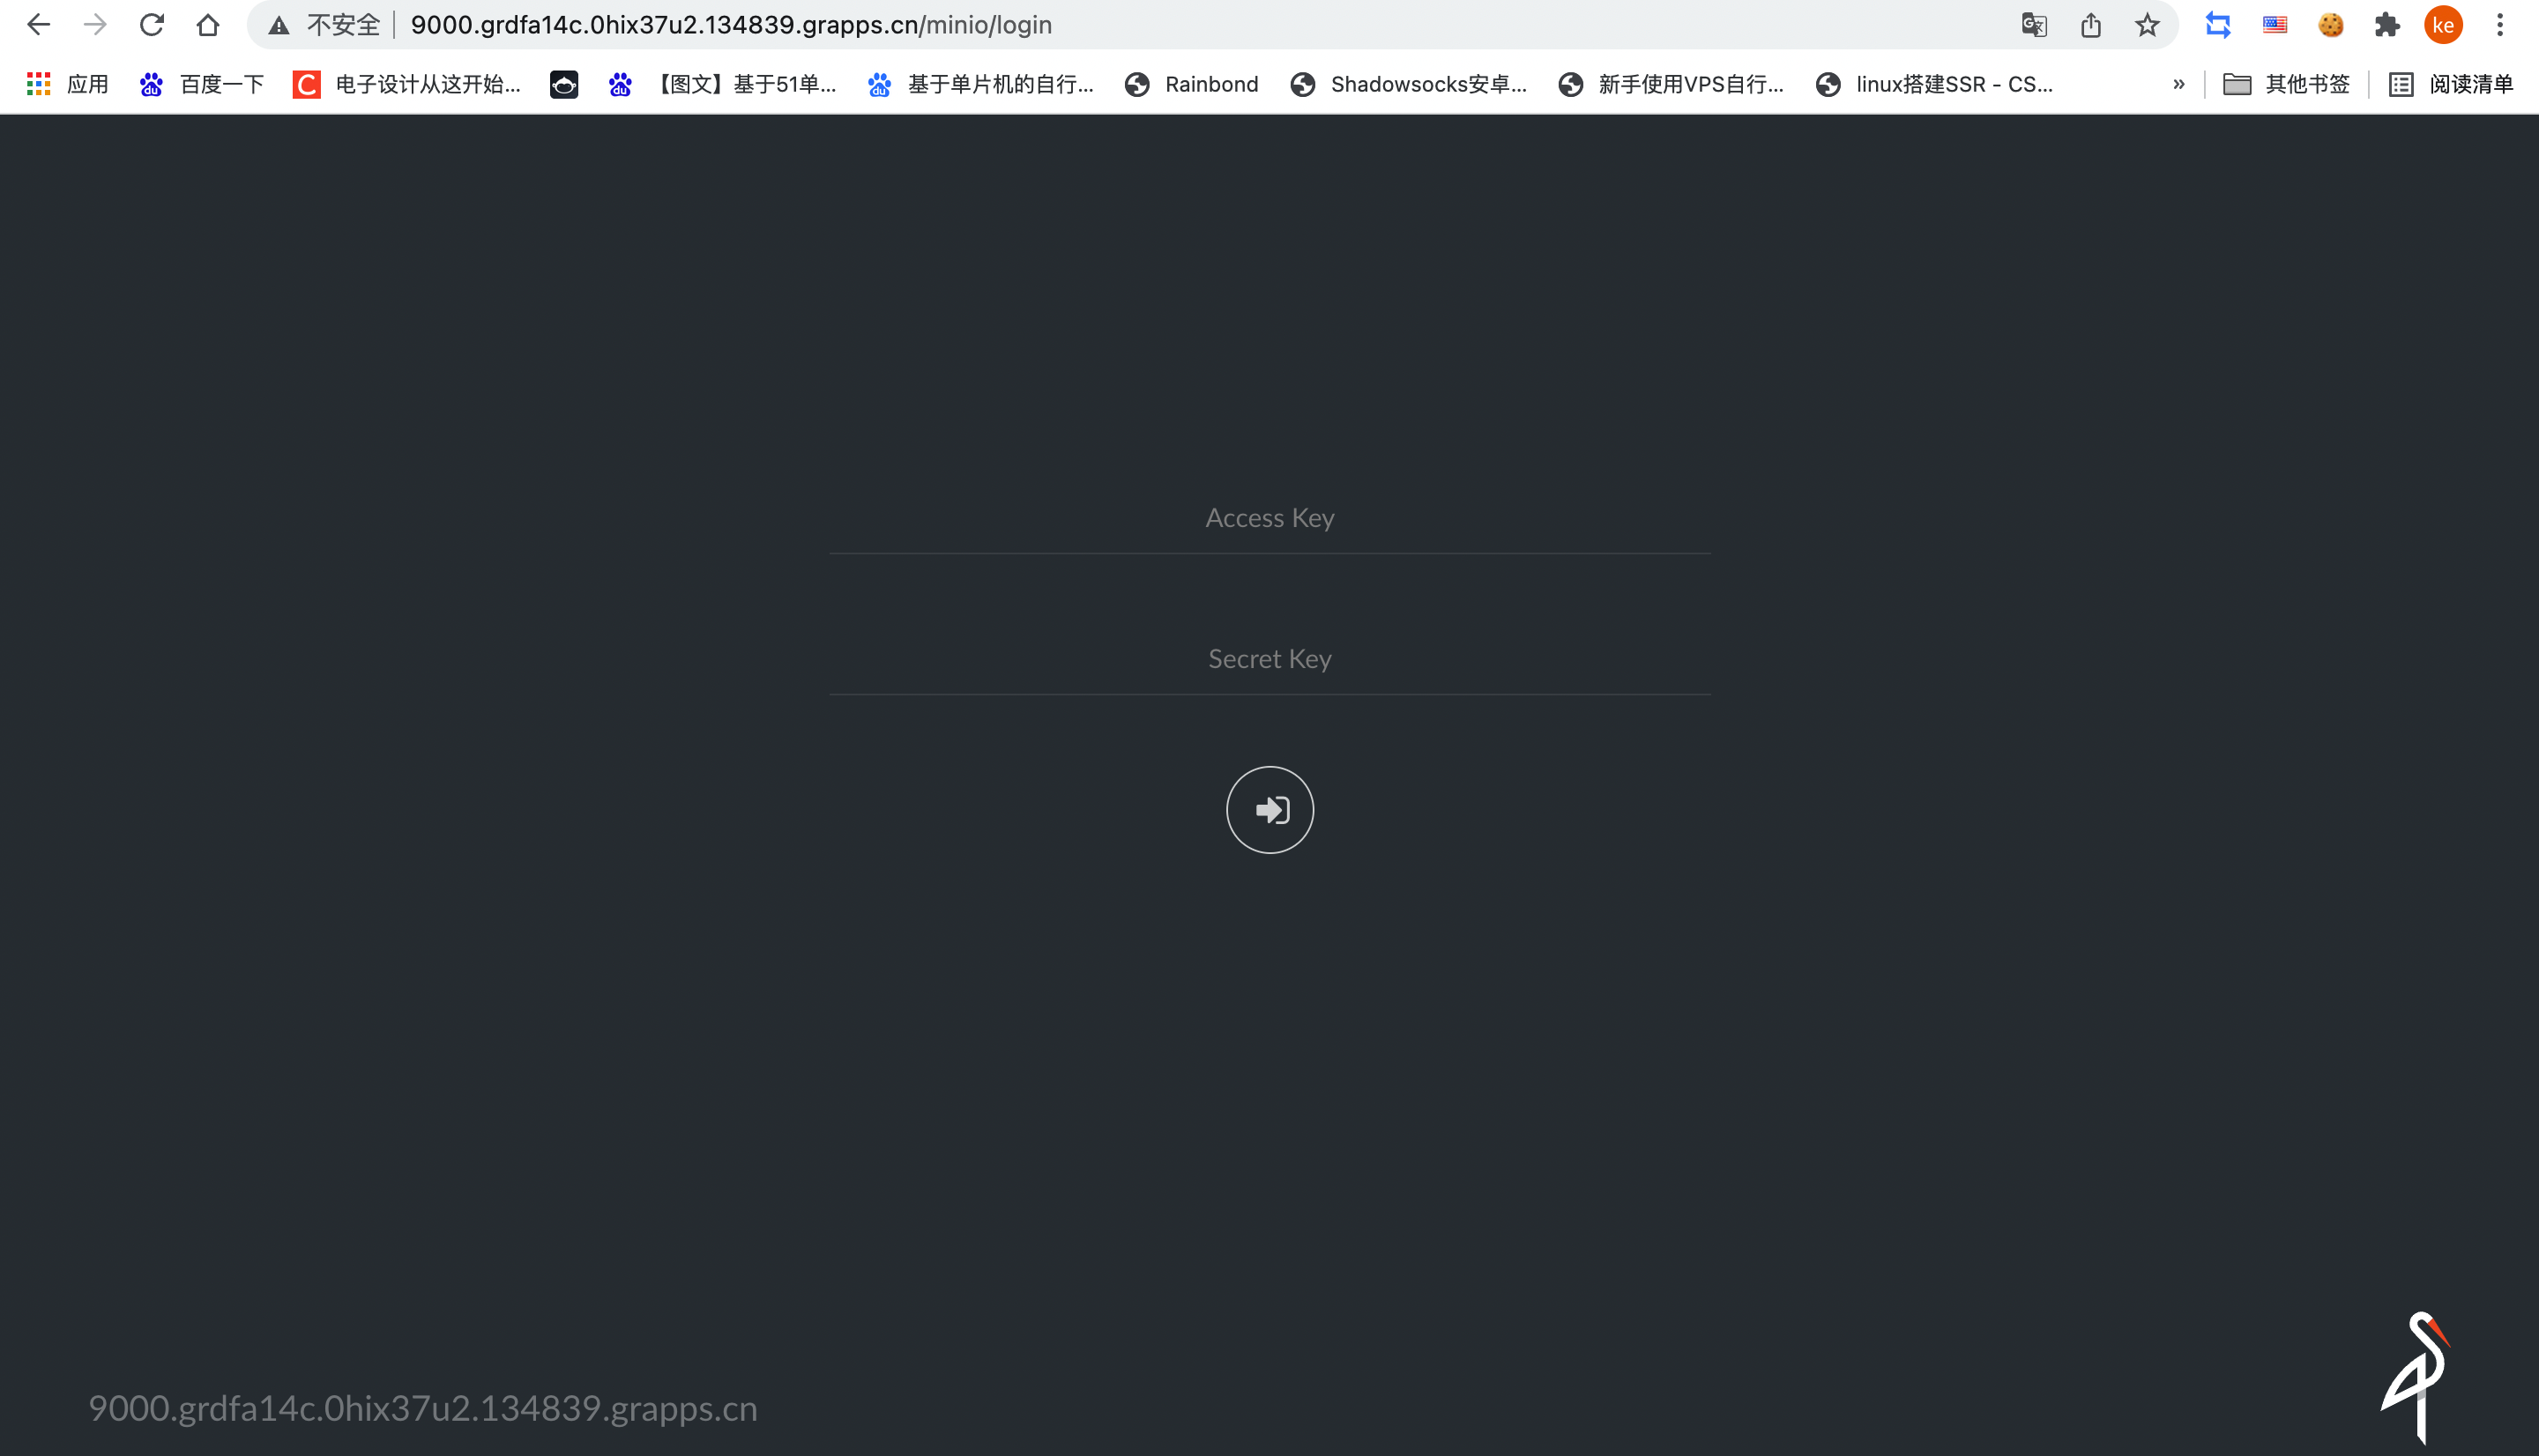 不安全 9000.grdfa14c.0hix37u2.134839.grapps.cn/minio/login ke
应用 百度一下 C 电子设计从这开始... 【图文】基于51单... 基于单片机的自行... Rainbond Shadowsocks安卓... 新手使用VPS自行... linux搭建SSR - CS... » 其他书签 阅读清单
Access Key
Secret Key
9000.grdfa14c.0hix37u2.134839.grapps.cn